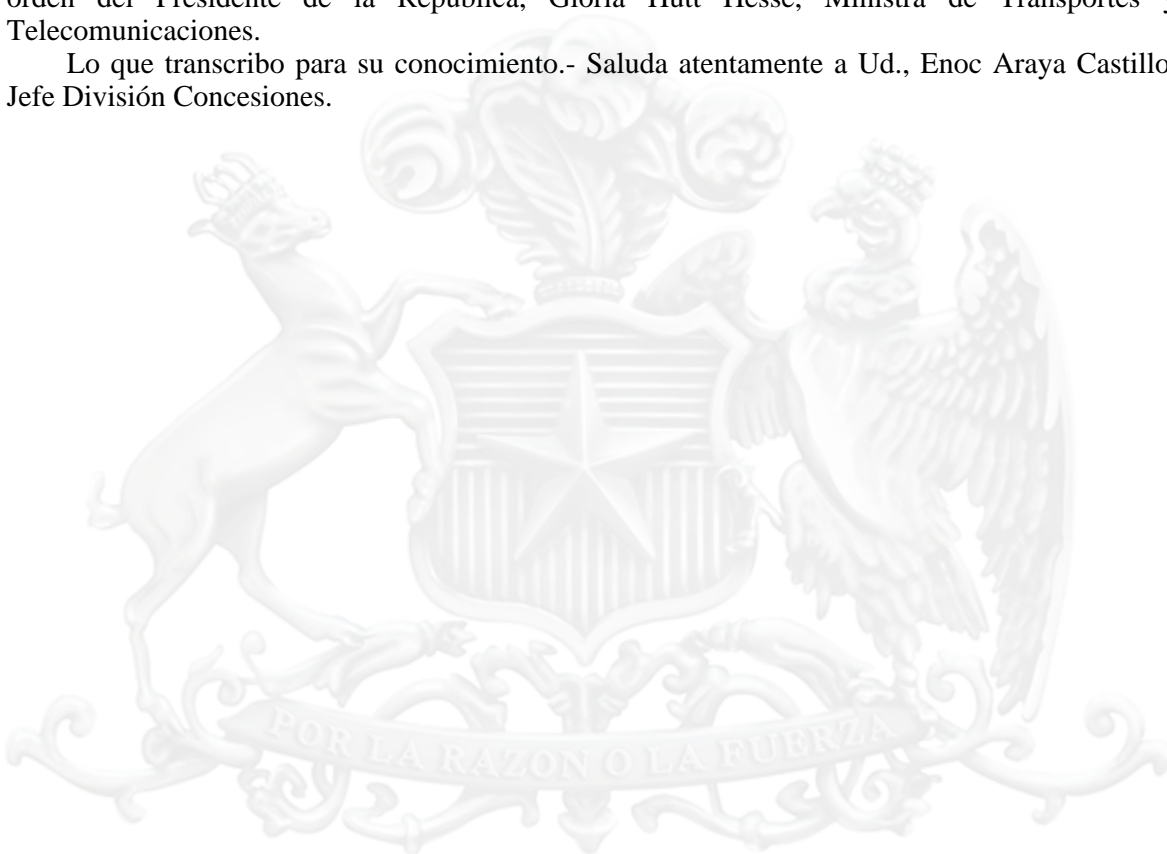 orden del Presidente de la República, Gloria Hutt Hesse, Ministra de Transportes y
Telecomunicaciones.
Lo que transcribo para su conocimiento.- Saluda atentamente a Ud., Enoc Araya Castillo
Jefe División Concesiones.
POR LA RAZON O LA FUERZA